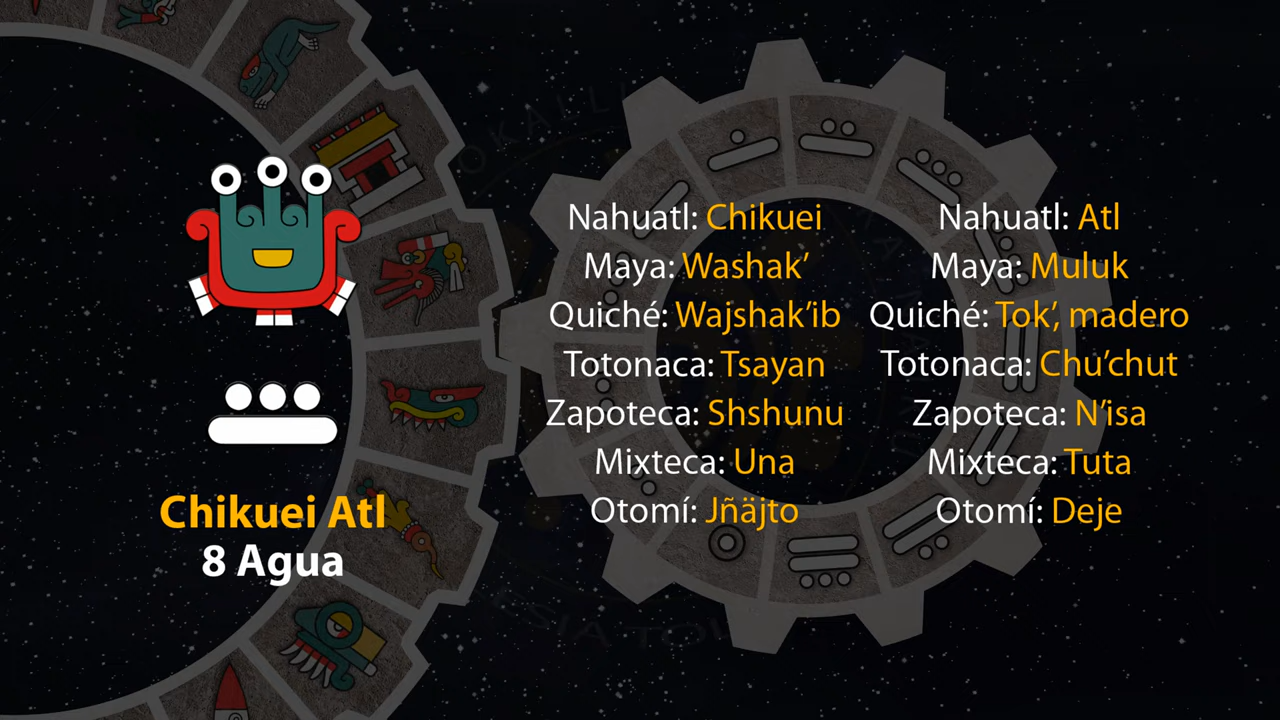 Nahuatl: Chikuei
Maya: Washak’
Quiché: Wajshak’ib
Totonaca: Tsayan
Zapoteca: Shshunu
Mixteca: Una
Otomí: Jñäjto
Nahuatl: Atl
Maya: Muluk
Quiché: Tok’, madero
Totonaca: Chu’chut
Zapoteca: N’isa
Mixteca: Tuta
Otomí: Deje
Chikuei Atl
8 Agua